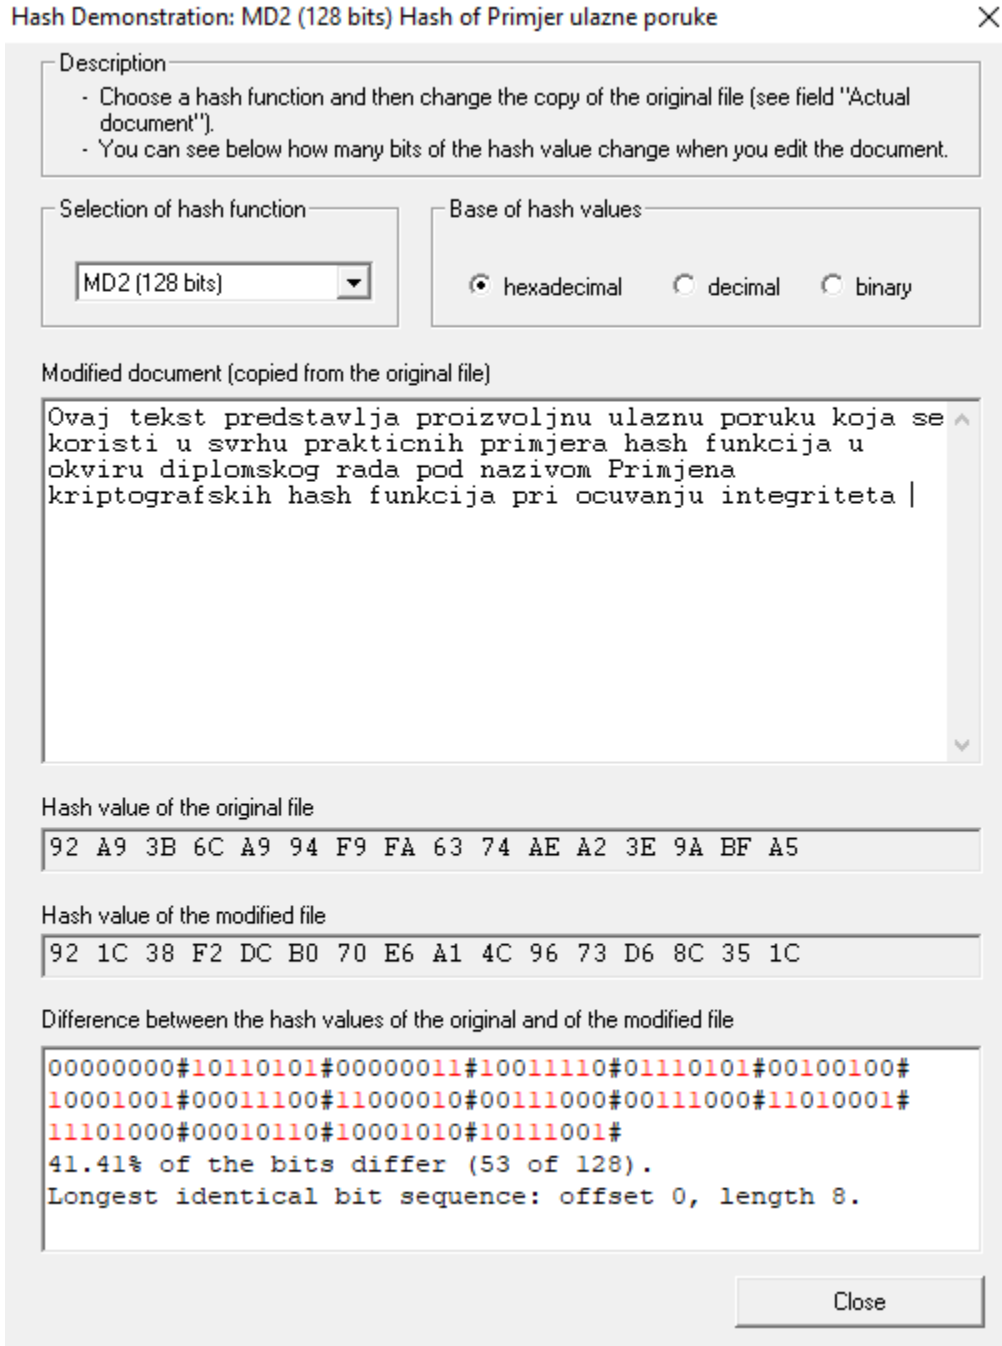 Hash Demonstration: MD2 (128 bits) Hash of Primjer ulazne poruke
Description
- Choose a hash function and then change the copy of the original file (see field "Actual
document").
- You can see below how many bits of the hash value change when you edit the document.
Selection of hash function
Base of hash values
MD2 (128 bits)
hexadecimal
decimal
binary
Modified document (copied from the original file)
Ovaj tekst predstavlja proizvoljnu ulaznu poruku koja se
koristi u svrhu prakticnih primjera hash funkcija u
okviru diplomskog rada pod nazivom Primjena
kriptografskih hash funkcija pri ocuvanju integriteta
Hash value of the original file
92 A9 3B 6C A9 94 F9 FA 63 74 AE A2 3E 9A BF A5
Hash value of the modified file
92 1C 38 F2 DC B0 70 E6 A1 4C 96 73 D6 8C 35 1C
Difference between the hash values of the original and of the modified file
00000000#10110101#00000011#10011110#01110101#00100100#
10001001#00011100#11000010#00111000#00111000#11010001#
11101000#00010110#10001010#10111001#
41.41% of the bits differ (53 of 128).
Longest identical bit sequence: offset 0, length 8.
Close